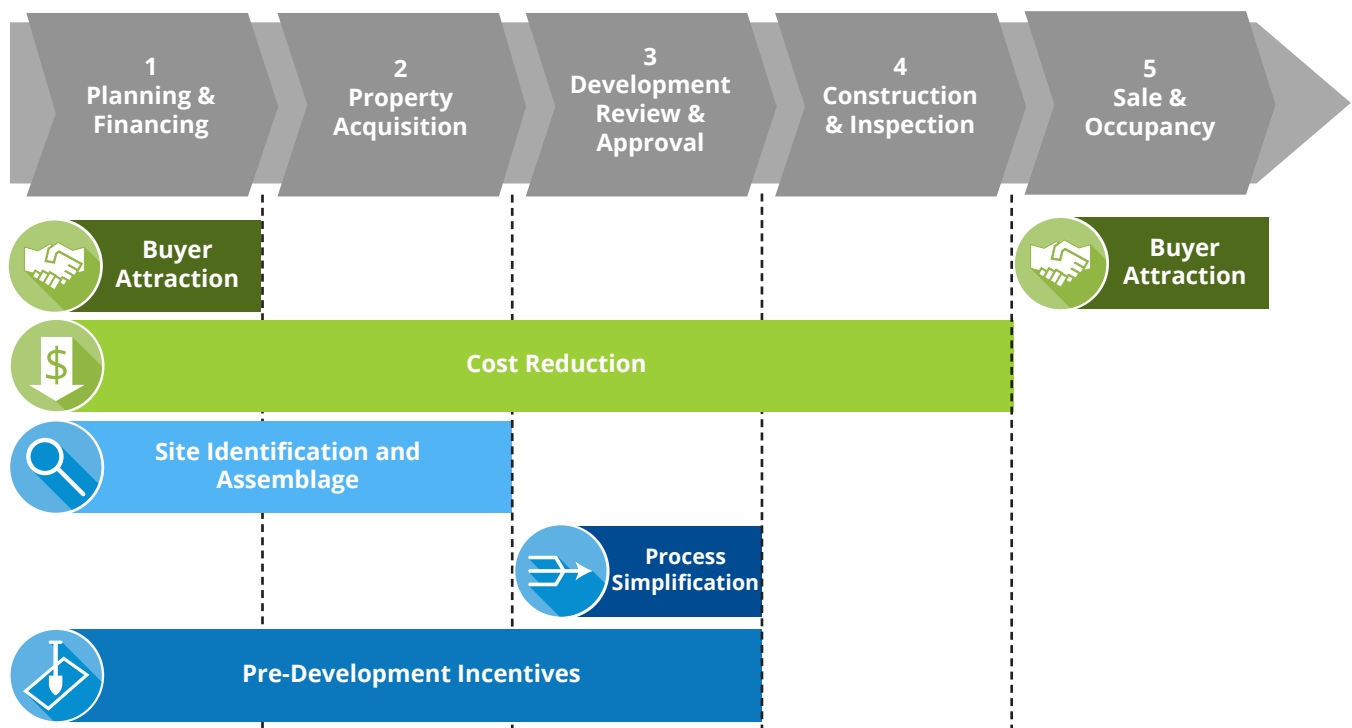 1
Planning &
Financing
2
Property
Acquisition
3
Development
Review &
Approval
4
Construction
& Inspection
5
Sale &
Occupancy
Buyer
Attraction
Buyer
Attraction
$
Cost Reduction
Site Identification and
Assemblage
Process
Simplification
Pre-Development Incentives